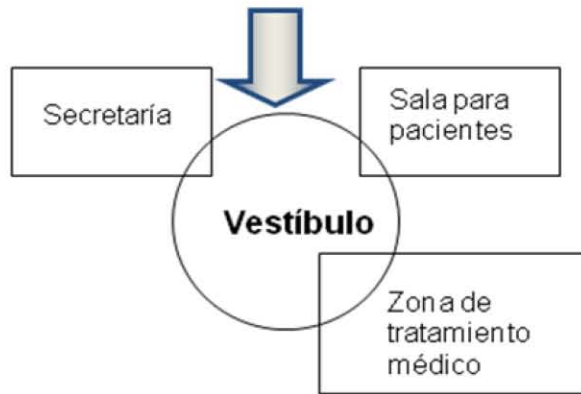 Secretaría
Sala para
pacientes
Vestíbulo
Zona de
tratamiento
médico